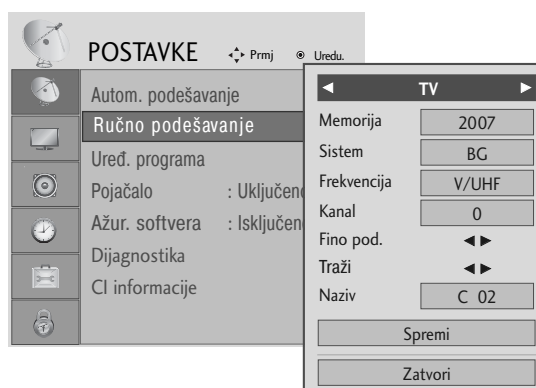 POSTAVKE
Prmj
Uredu.
Autom. podešavanje
Ručno podešavanje
Uređ. programa
Pojačalo : Uključeno
Ažur. softvera : Isključen
Dijagnostika
CI informacije
TV
Memorija 2007
Sistem BG
Frekvencija V/UHF
Kanal 0
Fino pod.
Traži
Naziv C 02
Spremi
Zatvori